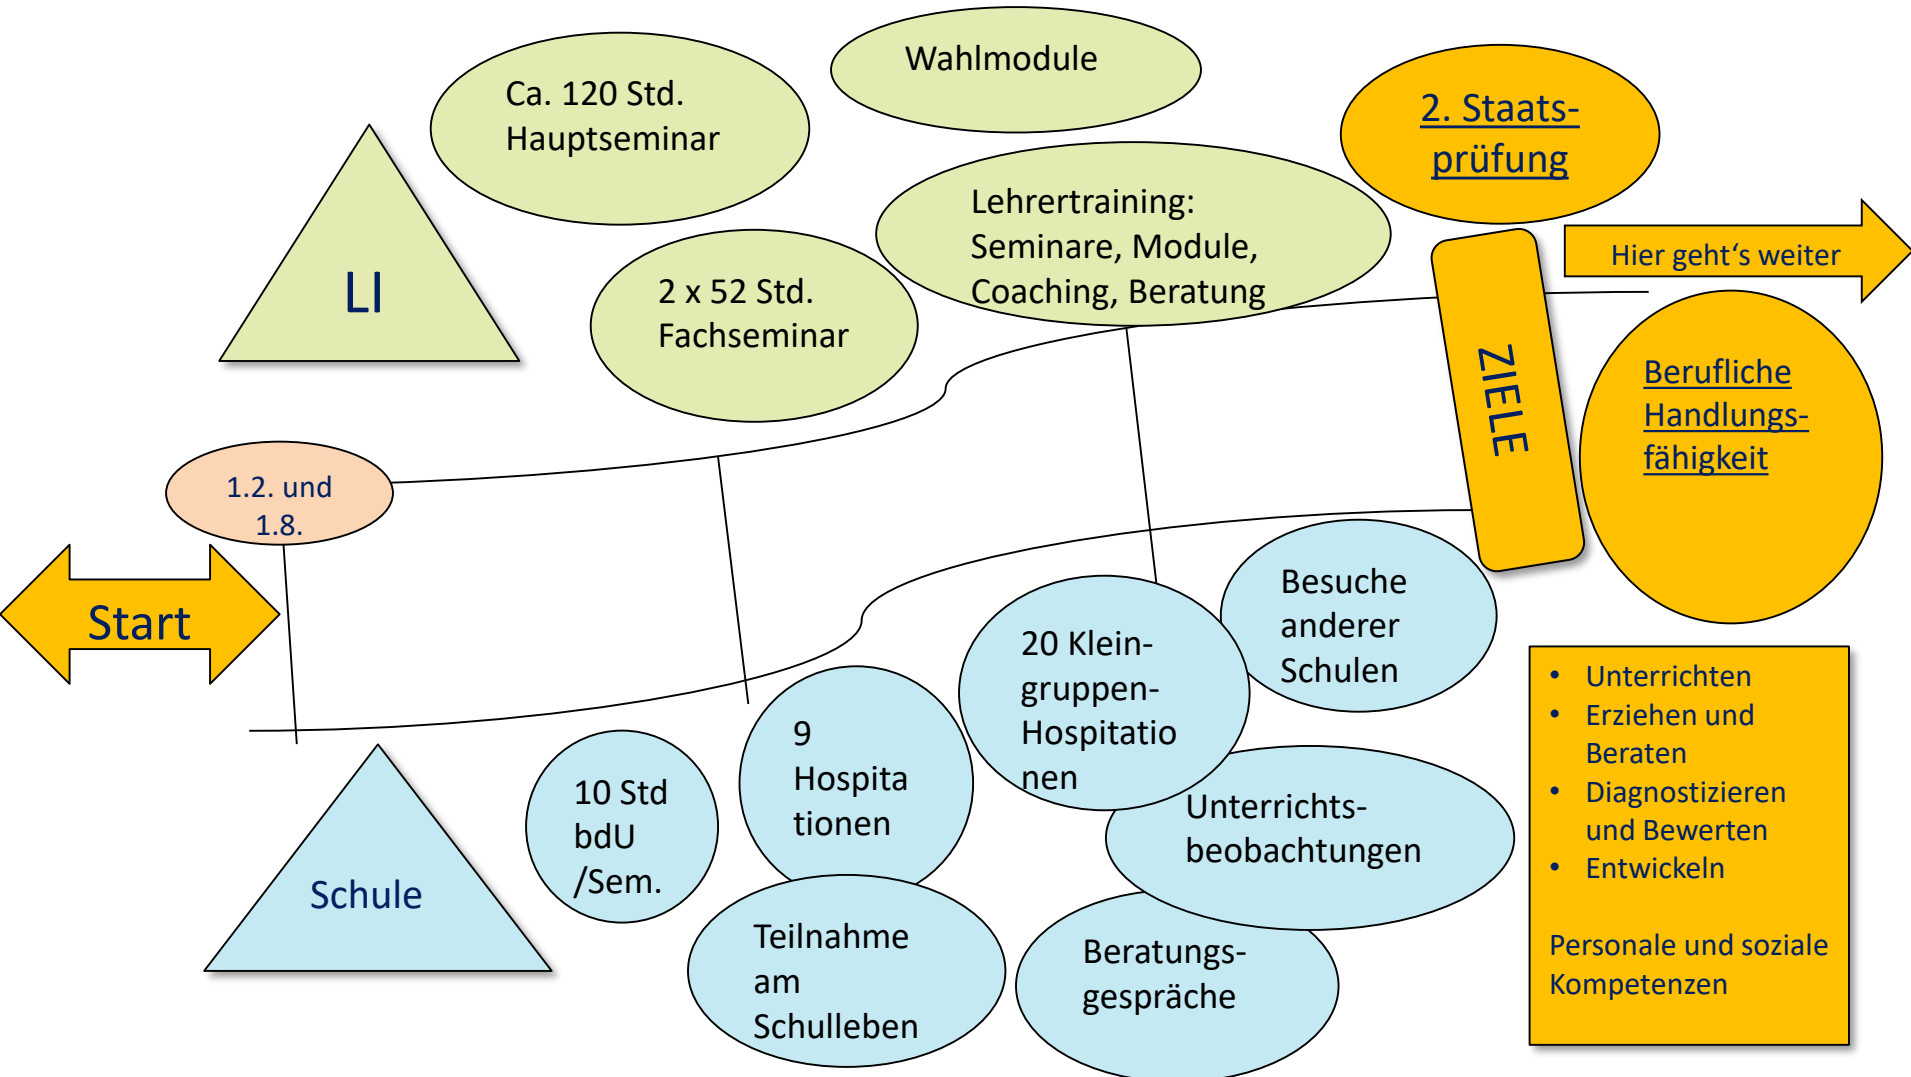 Wahlmodule
Ca. 120 Std.
Hauptseminar
2. Staats-
prüfung
Lehrertraining:
Seminare, Module,
Coaching, Beratung
Hier geht‘s weiter
LI
2 x 52 Std.
Fachseminar
ZIELE
Berufliche
Handlungs-
fähigkeit
1.2. und
1.8.
Start
Besuche
anderer
Schulen
20 Klein-
gruppen-
Hospitatio
nen
9
Hospita
tionen
10 Std
bdU
/Sem.
Unterrichts-
beobachtungen
Schule
Teilnahme
am
Schulleben
Beratungs-
gespräche
• Unterrichten
• Erziehen und
Beraten
• Diagnostizieren
und Bewerten
• Entwickeln
Personale und soziale
Kompetenzen